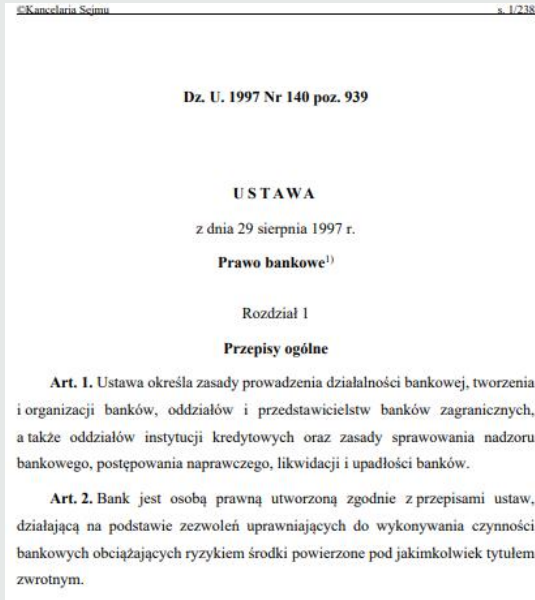 ©Kancelaria Sejmu s. 1/238
Dz. U. 1997 Nr 140 poz. 939
U S T AWA
z dnia 29 sierpnia 1997 r.
Prawo bankowe1)
Rozdział 1
Przepisy ogólne
Art. 1. Ustawa określa zasady prowadzenia działalności bankowej, tworzenia
i organizacji banków, oddziałów i przedstawicielstw banków zagranicznych,
a także oddziałów instytucji kredytowych oraz zasady sprawowania nadzoru
bankowego, postępowania naprawczego, likwidacji i upadłości banków.
Art. 2. Bank jest osobą prawną utworzoną zgodnie z przepisami ustaw,
działającą na podstawie zezwoleń uprawniających do wykonywania czynności
bankowych obciążających ryzykiem środki powierzone pod jakimkolwiek tytułem
zwrotnym.